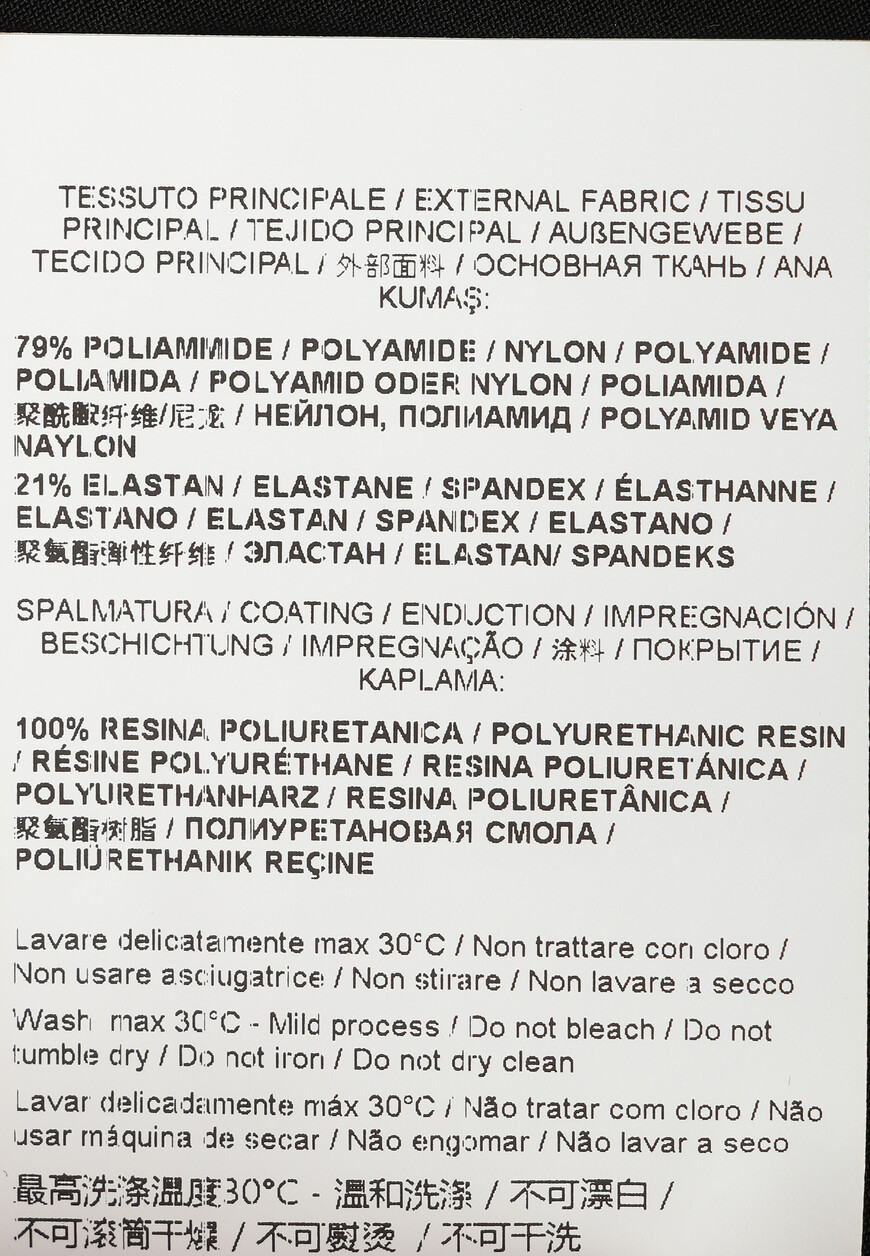 TESSUTO PRINCIPALE / EXTERNAL FABRIC / TISSU
PRINCIPAL / TEJIDO PRINCIPAL / AUßENGEWEBE /
TECIDO PRINCIPAL / 外部面料 / ОСНОВНАЯ ТКАНЬ / ANA
KUMAŞ:
79% POLIAMMIDE / POLYAMIDE / NYLON / POLYAMIDE /
POLIAMIDA / POLYAMID ODER NYLON / POLIAMIDA /
聚酰胺纤维/尼龙 / НЕЙЛОН, ПОЛИАМИД / POLYAMID VEYA
NAYLON
21% ELASTAN / ELASTANE / SPANDEX / ÉLASTHANNE /
ELASTANO / ELASTAN / SPANDEX / ELASTANO /
聚氨酯弹性纤维 / ЭЛАСТАН / ELASTAN/ SPANDEKS
SPALMATURA / COATING / ENDUCTION / IMPREGNACIÓN /
BESCHICHTUNG / IMPREGNAÇÃO / 涂料 / ПОКРЫТИЕ /
KAPLAMA:
100% RESINA POLIURETANICA / POLYURETHANIC RESIN
/ RÉSINE POLYURÉTHANE / RESINA POLIURETÁNICA /
POLYURETHANHARZ / RESINA POLIURETÂNICA /
聚氨酯树脂 / ПОЛИУРЕТАНОВАЯ СМОЛА /
POLIÜRETHANIK REÇINE
Lavare delicatamente max 30°C / Non trattare con cloro /
Non usare asciugatrice / Non stirare / Non lavare a secco
Wash max 30°C - Mild process / Do not bleach / Do not
tumble dry / Do not iron / Do not dry clean
Lavar delicadamente máx 30°C / Não tratar com cloro / Não
usar máquina de secar / Não engomar / Não lavar a seco
最高洗涤温度30°C - 温和洗涤 / 不可漂白 /
不可滚筒干燥 / 不可熨烫 / 不可干洗